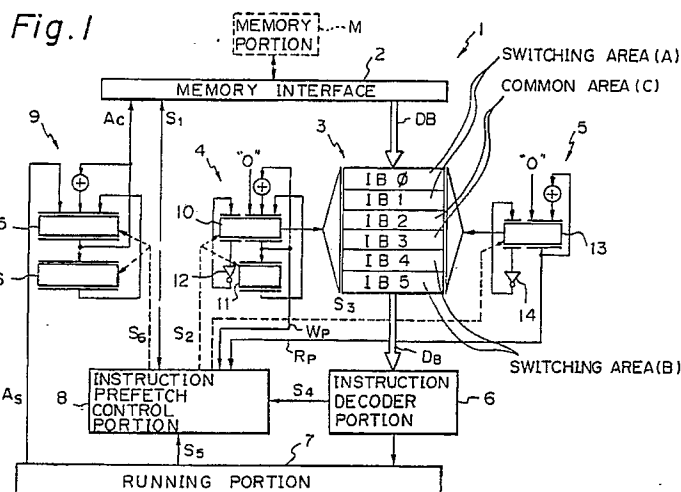 Fig.1
MEMORY PORTION
M
1
SWITCHING AREA (A)
COMMON AREA (C)
2
MEMORY INTERFACE
9
Ac
S1
DB
3
4
"0"
5
"0"
IB 0
IB 1
IB 2
IB 3
IB 4
IB 5
10
13
12
11
14
S3
S6
S2
WP
RP
DB
SWITCHING AREA (B)
As
8
INSTRUCTION PREFETCH CONTROL PORTION
S4
INSTRUCTION DECODER PORTION
6
S5
7
RUNNING PORTION